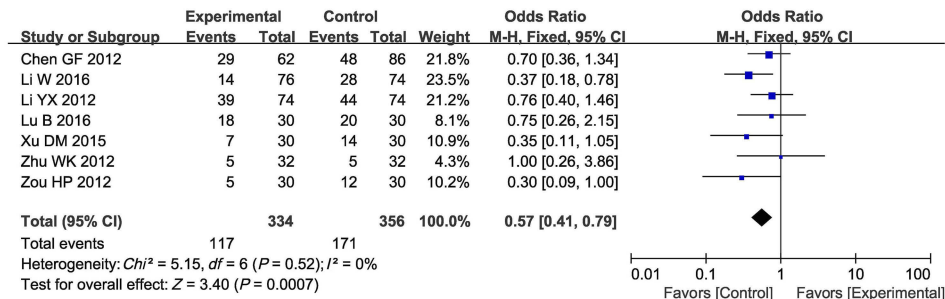 Experimental Control Odds Ratio Odds Ratio
Study or Subgroup Events Total Events Total Weight M-H, Fixed, 95% CI M-H, Fixed, 95% CI
Chen GF 2012 29 62 48 86 21.8% 0.70 [0.36, 1.34]
Li W 2016 14 76 28 74 23.5% 0.37 [0.18, 0.78]
Li YX 2012 39 74 44 74 21.2% 0.76 [0.40, 1.46]
Lu B 2016 18 30 20 30 8.1% 0.75 [0.26, 2.15]
Xu DM 2015 7 30 14 30 10.9% 0.35 [0.11, 1.05]
Zhu WK 2012 5 32 5 32 4.3% 1.00 [0.26, 3.86]
Zou HP 2012 5 30 12 30 10.2% 0.30 [0.09, 1.00]
Total (95% CI) 334 356 100.0% 0.57 [0.41, 0.79]
Total events 117 171
Heterogeneity: Chi² = 5.15, df = 6 (P = 0.52); I² = 0%
Test for overall effect: Z = 3.40 (P = 0.0007)
0.01 0.1 1 10 100
Favors [Control] Favors [Experimental]